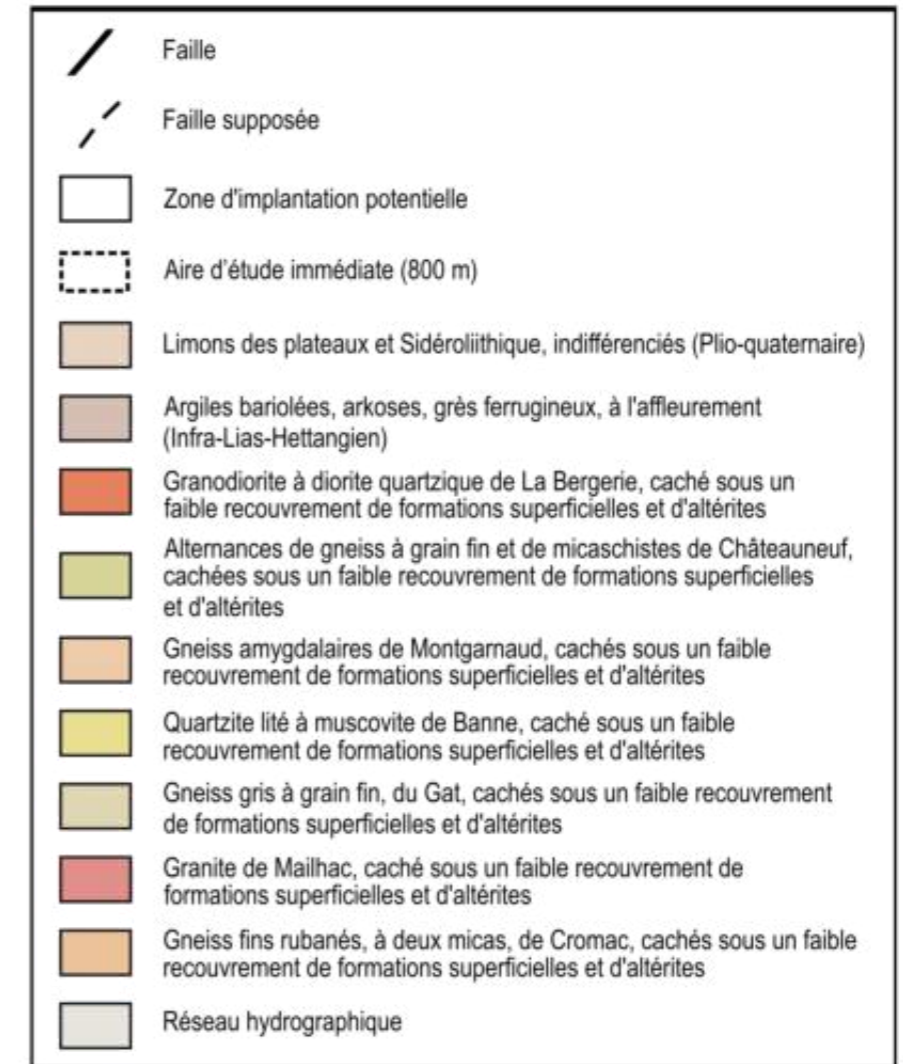 Faille
Faille supposée
Zone d'implantation potentielle
Aire d'étude immédiate (800 m)
Limons des plateaux et Sidéroliithique, indifférenciés (Plio-quaternaire)
Argiles bariolées, arkoses, grès ferrugineux, à l'affleurement
(Infra-Lias-Hettangien)
Granodiorite à diorite quartzique de La Bergerie, caché sous un
faible recouvrement de formations superficielles et d'altérites
Alternances de gneiss à grain fin et de micaschistes de Châteauneuf,
cachées sous un faible recouvrement de formations superficielles
et d'altérites
Gneiss amygdalaires de Montgarnaud, cachés sous un faible
recouvrement de formations superficielles et d'altérites
Quartzite lité à muscovite de Banne, caché sous un faible
recouvrement de formations superficielles et d'altérites
Gneiss gris à grain fin, du Gat, cachés sous un faible recouvrement
de formations superficielles et d'altérites
Granite de Mailhac, caché sous un faible recouvrement de
formations superficielles et d'altérites
Gneiss fins rubanés, à deux micas, de Cromac, cachés sous un faible
recouvrement de formations superficielles et d'altérites
Réseau hydrographique